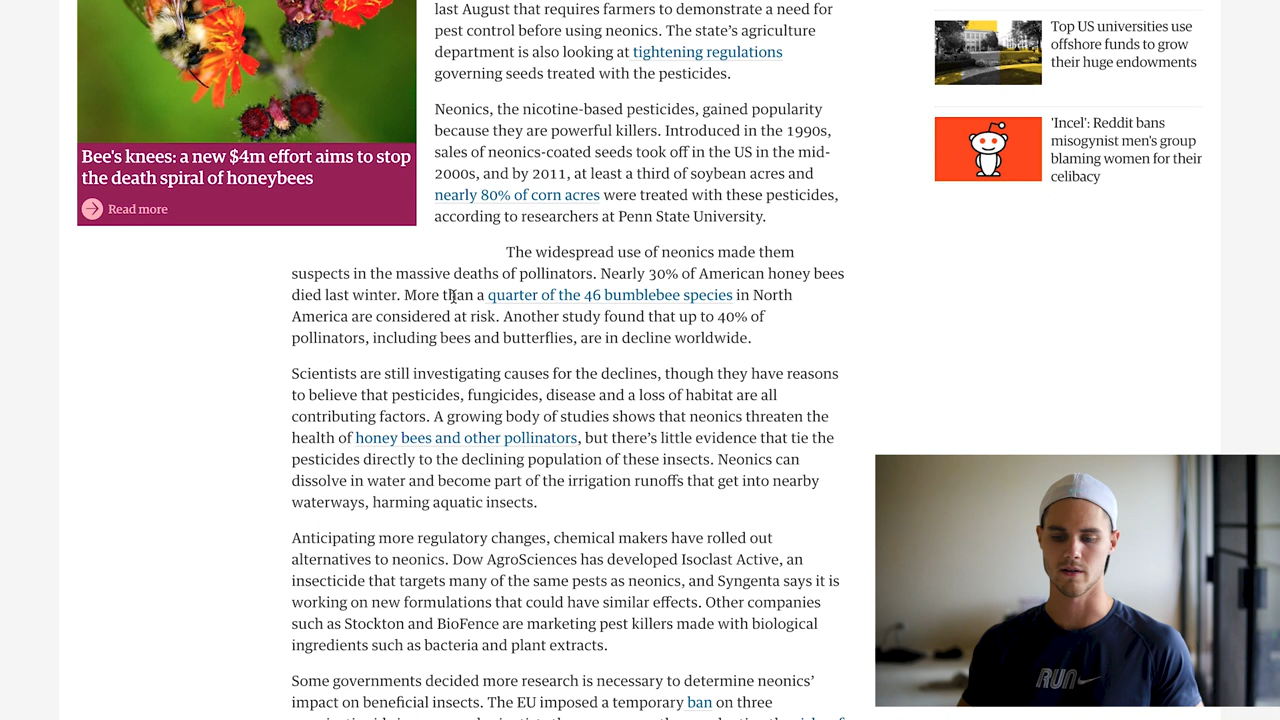 last August that requires farmers to demonstrate a need for
pest control before using neonics. The state’s agriculture
department is also looking at tightening regulations
governing seeds treated with the pesticides.
Neonics, the nicotine-based pesticides, gained popularity
because they are powerful killers. Introduced in the 1990s,
sales of neonics-coated seeds took off in the US in the mid-
2000s, and by 2011, at least a third of soybean acres and
nearly 80% of corn acres were treated with these pesticides,
according to researchers at Penn State University.
Bee's knees: a new $4m effort aims to stop
the death spiral of honeybees
Read more
The widespread use of neonics made them
suspects in the massive deaths of pollinators. Nearly 30% of American honey bees
died last winter. More than a quarter of the 46 bumblebee species in North
America are considered at risk. Another study found that up to 40% of
pollinators, including bees and butterflies, are in decline worldwide.
Scientists are still investigating causes for the declines, though they have reasons
to believe that pesticides, fungicides, disease and a loss of habitat are all
contributing factors. A growing body of studies shows that neonics threaten the
health of honey bees and other pollinators, but there’s little evidence that tie the
pesticides directly to the declining population of these insects. Neonics can
dissolve in water and become part of the irrigation runoffs that get into nearby
waterways, harming aquatic insects.
Anticipating more regulatory changes, chemical makers have rolled out
alternatives to neonics. Dow AgroSciences has developed Isoclast Active, an
insecticide that targets many of the same pests as neonics, and Syngenta says it is
working on new formulations that could have similar effects. Other companies
such as Stockton and BioFence are marketing pest killers made with biological
ingredients such as bacteria and plant extracts.
Some governments decided more research is necessary to determine neonics’
impact on beneficial insects. The EU imposed a temporary ban on three
Top US universities use
offshore funds to grow
their huge endowments
'Incel': Reddit bans
misogynist men's group
blaming women for their
celibacy
RUN